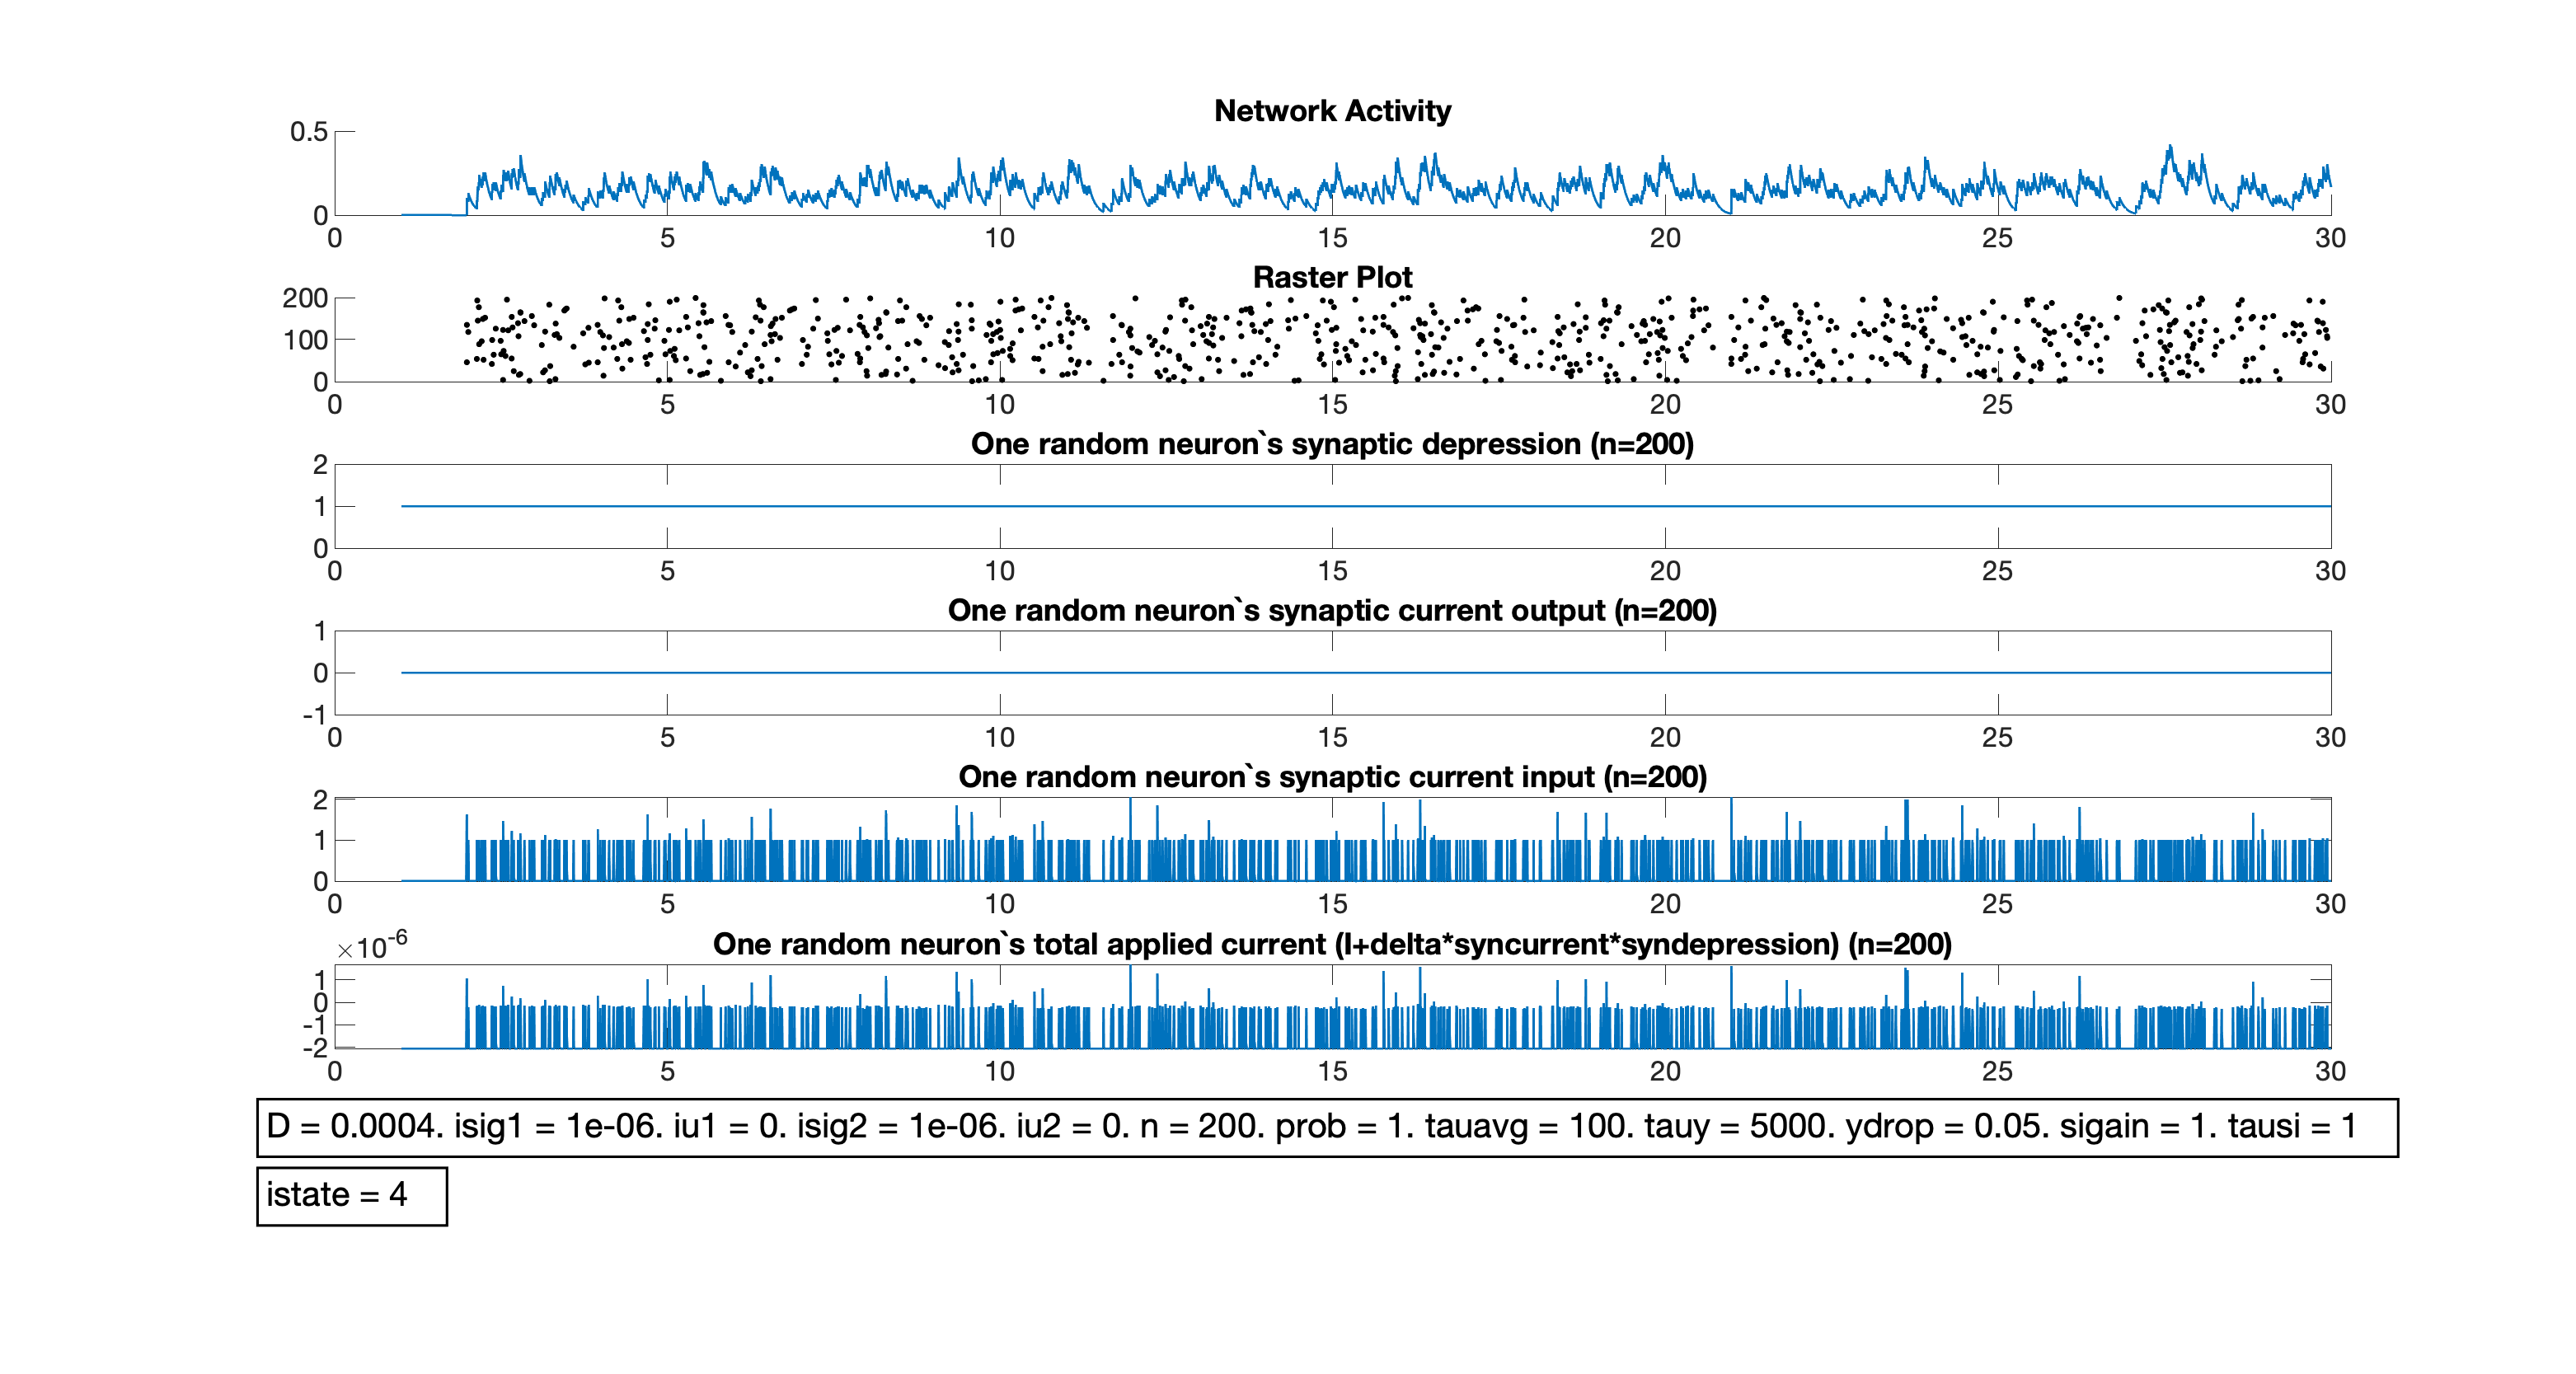 Network Activity
0.5
0
0 5 10 15 20 25 30
Raster Plot
200
100
0
0 5 10 15 20 25 30
One random neuron`s synaptic depression (n=200)
2
1
0
0 5 10 15 20 25 30
One random neuron`s synaptic current output (n=200)
1
0
-1
0 5 10 15 20 25 30
One random neuron`s synaptic current input (n=200)
2
1
0
0 5 10 15 20 25 30
×10-6
One random neuron`s total applied current (I+delta*syncurrent*syndepression) (n=200)
1
0
-1
-2
0 5 10 15 20 25 30
D = 0.0004. isig1 = 1e-06. iu1 = 0. isig2 = 1e-06. iu2 = 0. n = 200. prob = 1. tauavg = 100. tauy = 5000. ydrop = 0.05. sigain = 1. tausi = 1
istate = 4